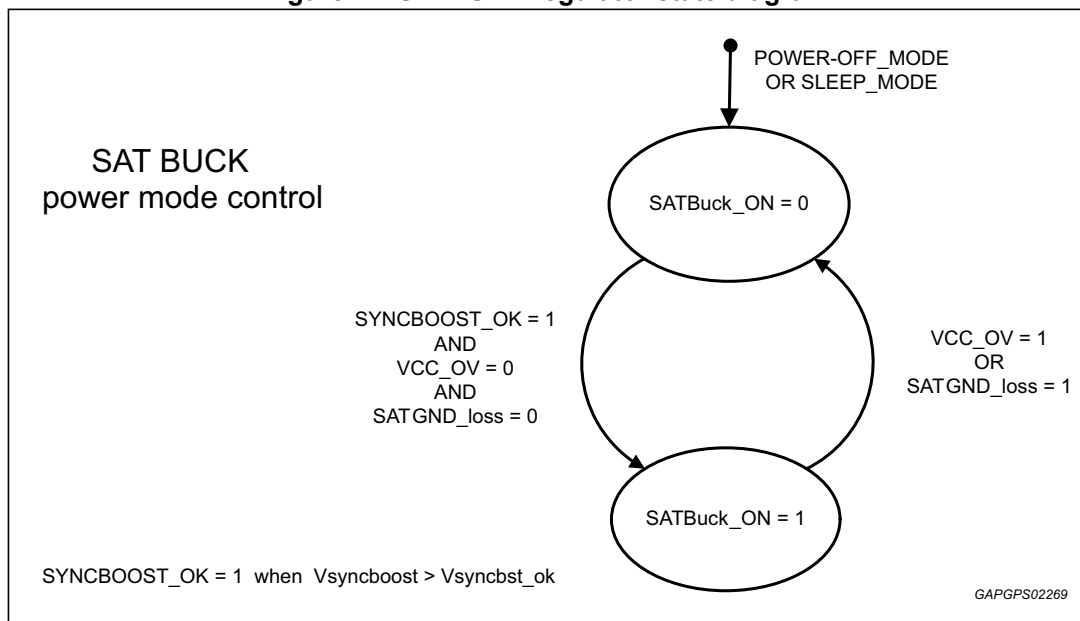 POWER-OFF_MODE
OR SLEEP_MODE
SAT BUCK
power mode control
SATBuck_ON = 0
SYNCBOOST_OK = 1
AND
VCC_OV = 0
AND
SATGND_loss = 0
VCC_OV = 1
OR
SATGND_loss = 1
SATBuck_ON = 1
SYNCBOOST_OK = 1 when Vsyncboost > Vsyncbst_ok
GAPGPS02269